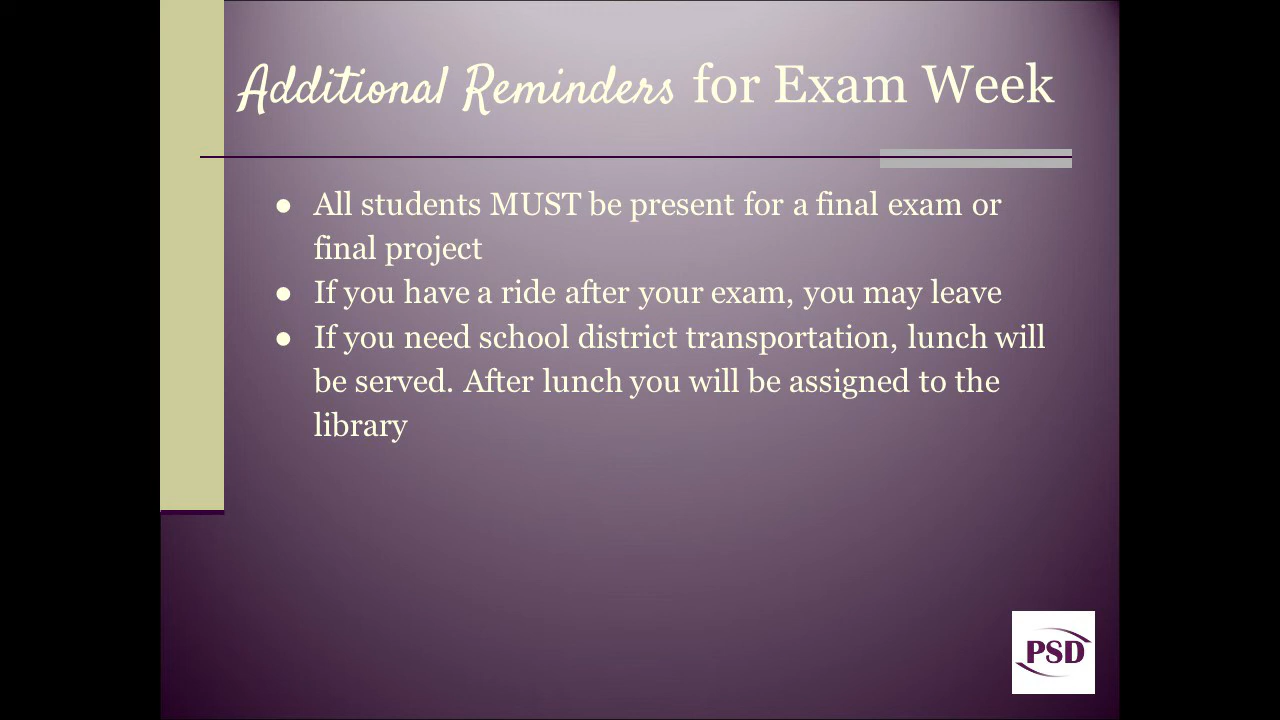 Additional Reminders for Exam Week
● All students MUST be present for a final exam or
final project
● If you have a ride after your exam, you may leave
● If you need school district transportation, lunch will
be served. After lunch you will be assigned to the
library
PSD